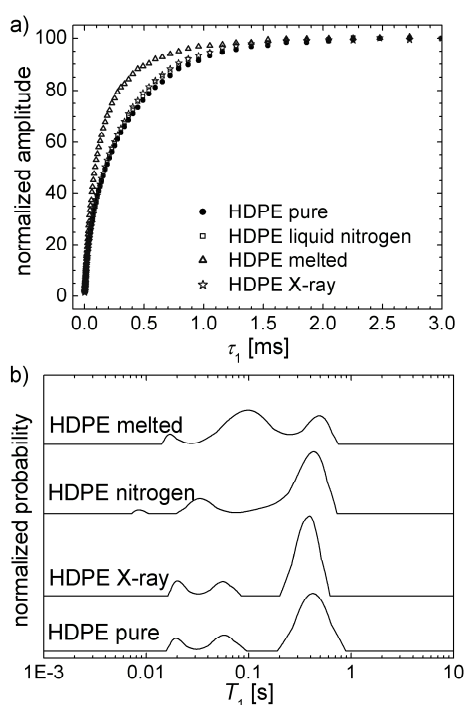 a)
100
80
60
40
20
0
normalized amplitude
HDPE pure
HDPE liquid nitrogen
HDPE melted
HDPE X-ray
0.0 0.5 1.0 1.5 2.0 2.5 3.0
τ1 [ms]
b)
normalized probability
HDPE melted
HDPE nitrogen
HDPE X-ray
HDPE pure
1E-3 0.01 0.1 1 10
T1 [s]